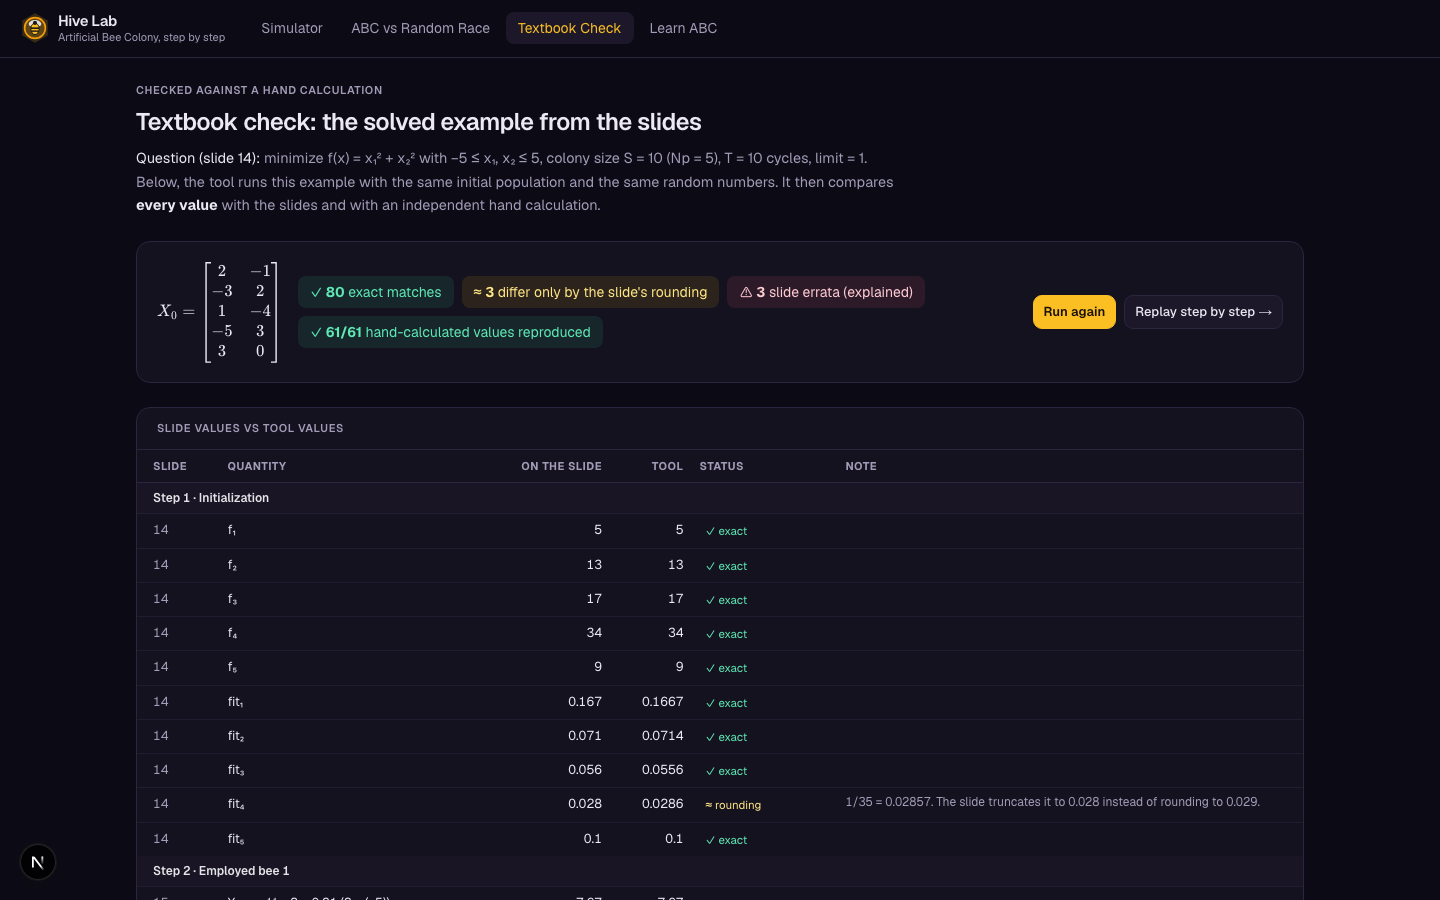 Hive Lab
Artificial Bee Colony, step by step
Simulator
ABC vs Random Race
Textbook Check
Learn ABC
CHECKED AGAINST A HAND CALCULATION
Textbook check: the solved example from the slides
Question (slide 14): minimize f(x) = x₁² + x₂² with −5 ≤ x₁, x₂ ≤ 5, colony size S = 10 (Np = 5), T = 10 cycles, limit = 1.
Below, the tool runs this example with the same initial population and the same random numbers. It then compares
every value with the slides and with an independent hand calculation.
X₀ =
2 −1
−3 2
1 −4
−5 3
3 0
✓ 80 exact matches
≈ 3 differ only by the slide's rounding
⚠ 3 slide errata (explained)
✓ 61/61 hand-calculated values reproduced
Run again
Replay step by step →
SLIDE VALUES VS TOOL VALUES
SLIDE QUANTITY ON THE SLIDE TOOL STATUS NOTE
Step 1 · Initialization
14 f₁ 5 5 ✓ exact
14 f₂ 13 13 ✓ exact
14 f₃ 17 17 ✓ exact
14 f₄ 34 34 ✓ exact
14 f₅ 9 9 ✓ exact
14 fit₁ 0.167 0.1667 ✓ exact
14 fit₂ 0.071 0.0714 ✓ exact
14 fit₃ 0.056 0.0556 ✓ exact
14 fit₄ 0.028 0.0286 ≈ rounding 1/35 = 0.02857. The slide truncates it to 0.028 instead of rounding to 0.029.
14 fit₅ 0.1 0.1 ✓ exact
Step 2 · Employed bee 1